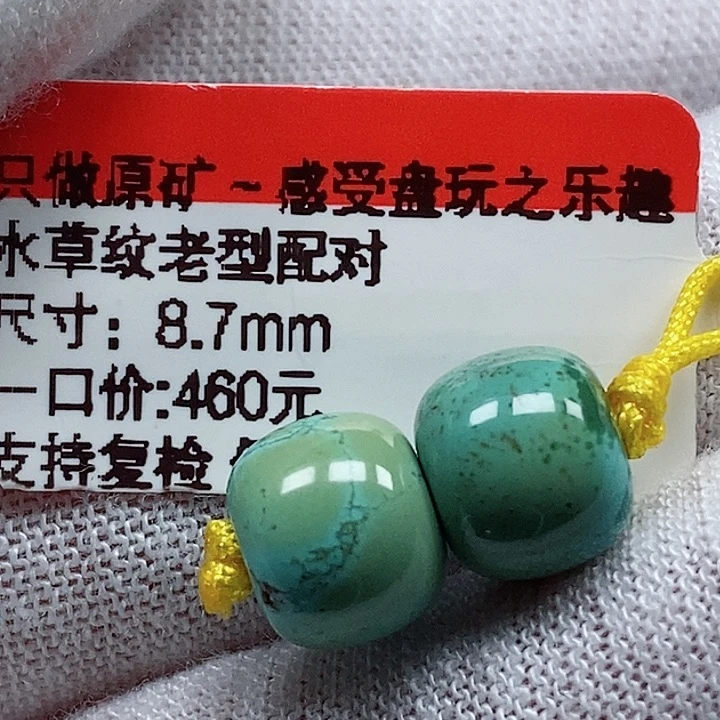 只做原矿 ~ 感受盘玩之乐趣
水草纹老型配对
尺寸：8.7mm
一口价:460元
支持复检